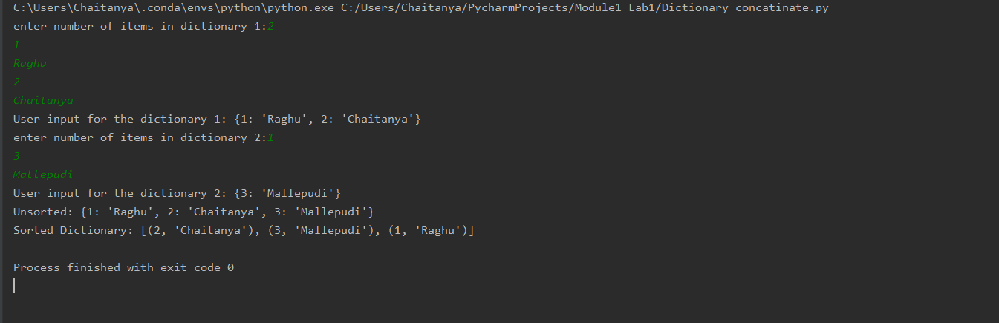 C:\Users\Chaitanya\.conda\envs\python\python.exe C:/Users/Chaitanya/PycharmProjects/Module1_Lab1/Dictionary_concatinate.py
enter number of items in dictionary 1:2
1
Raghu
2
Chaitanya
User input for the dictionary 1: {1: 'Raghu', 2: 'Chaitanya'}
enter number of items in dictionary 2:1
3
Mallepudi
User input for the dictionary 2: {3: 'Mallepudi'}
Unsorted: {1: 'Raghu', 2: 'Chaitanya', 3: 'Mallepudi'}
Sorted Dictionary: [(2, 'Chaitanya'), (3, 'Mallepudi'), (1, 'Raghu')]
Process finished with exit code 0